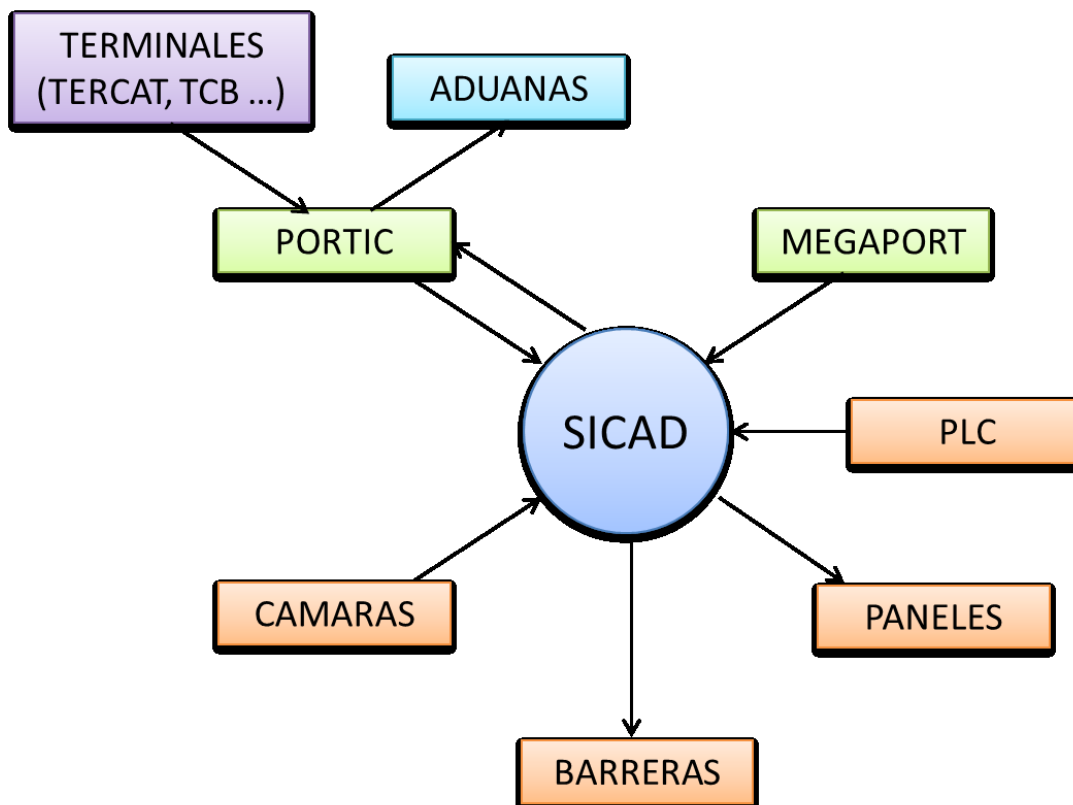 TERMINALES
(TERCAT, TCB ...)
ADUANAS
PORTIC
MEGAPORT
SICAD
PLC
CAMARAS
PANELES
BARRERAS